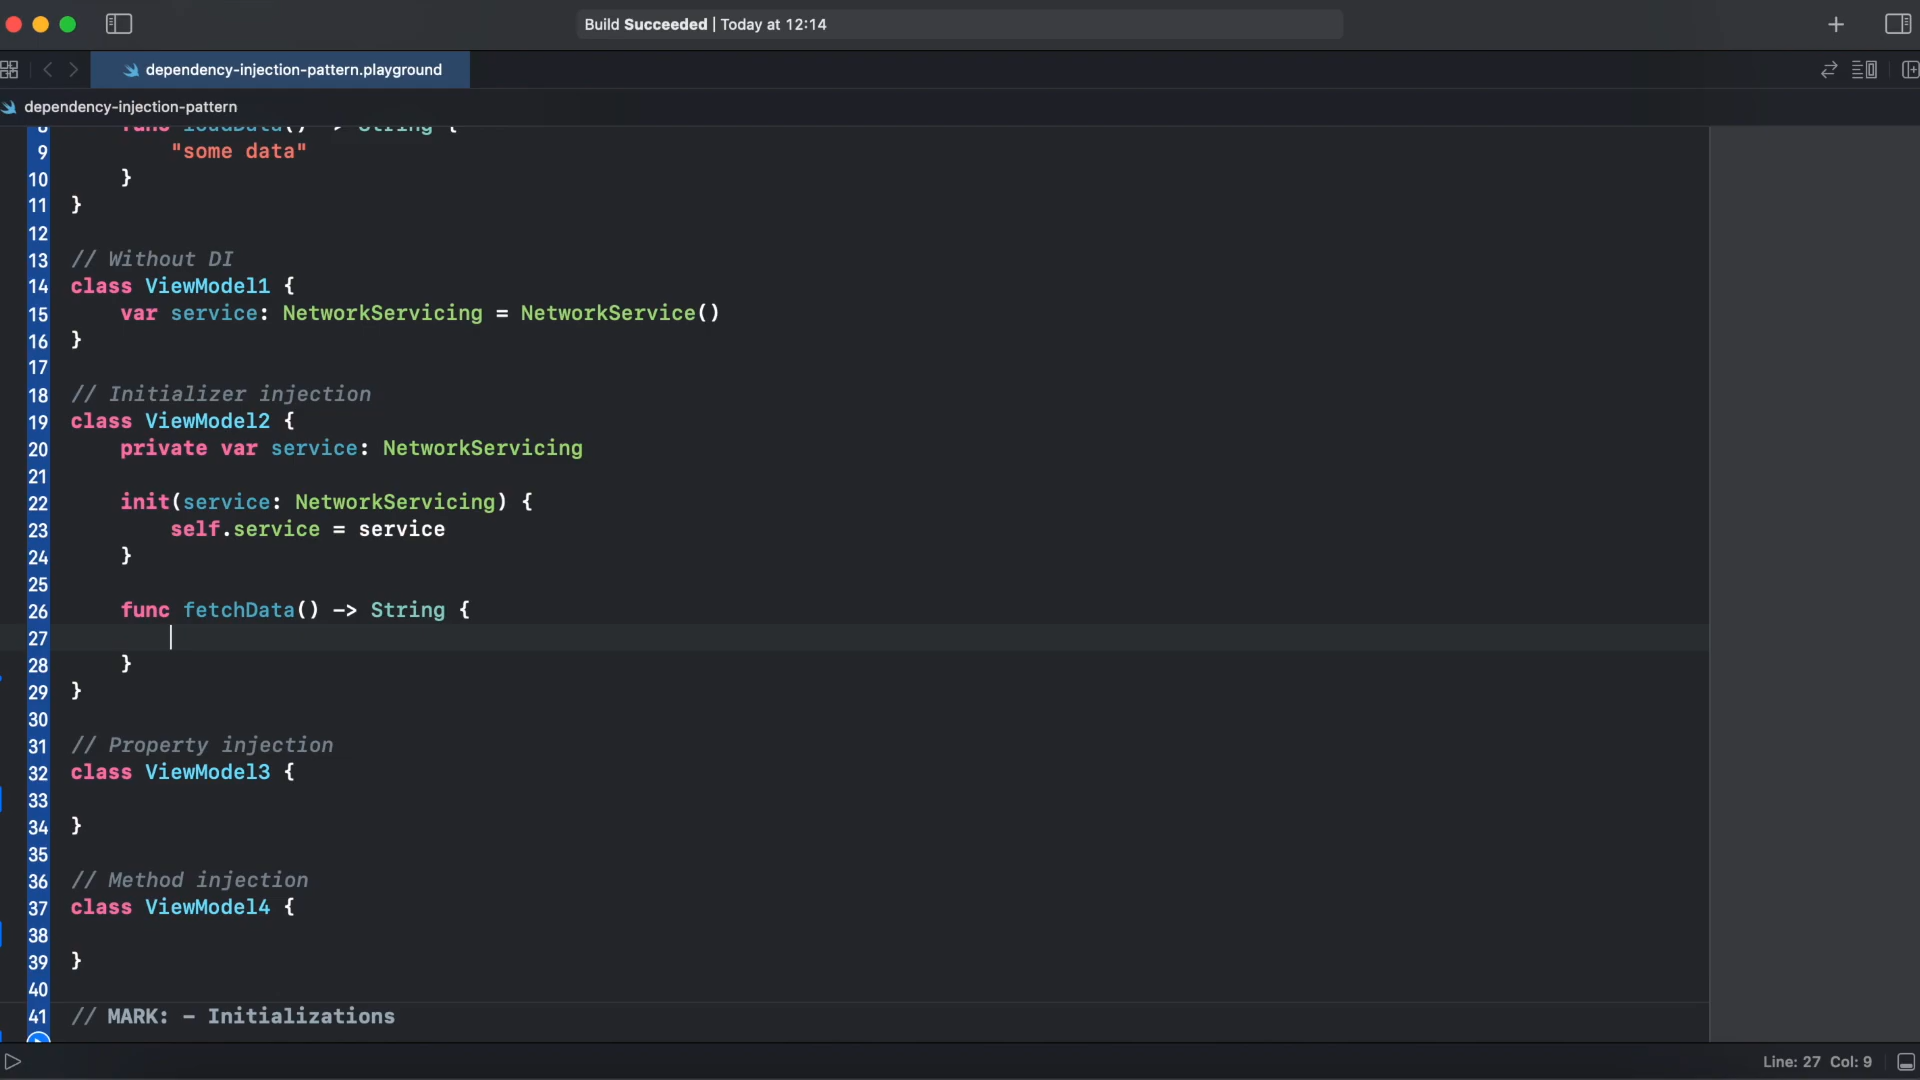 Build Succeeded | Today at 12:14
dependency-injection-pattern.playground
dependency-injection-pattern
8 func loadData() -> String {
9 "some data"
10 }
11 }
12
13 // Without DI
14 class ViewModel1 {
15 var service: NetworkServicing = NetworkService()
16 }
17
18 // Initializer injection
19 class ViewModel2 {
20 private var service: NetworkServicing
21
22 init(service: NetworkServicing) {
23 self.service = service
24 }
25
26 func fetchData() -> String {
27
28 }
29 }
30
31 // Property injection
32 class ViewModel3 {
33
34 }
35
36 // Method injection
37 class ViewModel4 {
38
39 }
40
41 // MARK: - Initializations
Line: 27 Col: 9